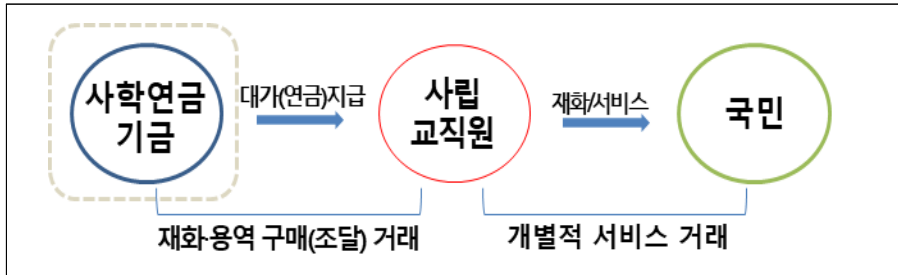 사학연금
기금
대가(연금)지급
사립
교직원
재화/서비스
국민
재화·용역 구매(조달) 거래
개별적 서비스 거래